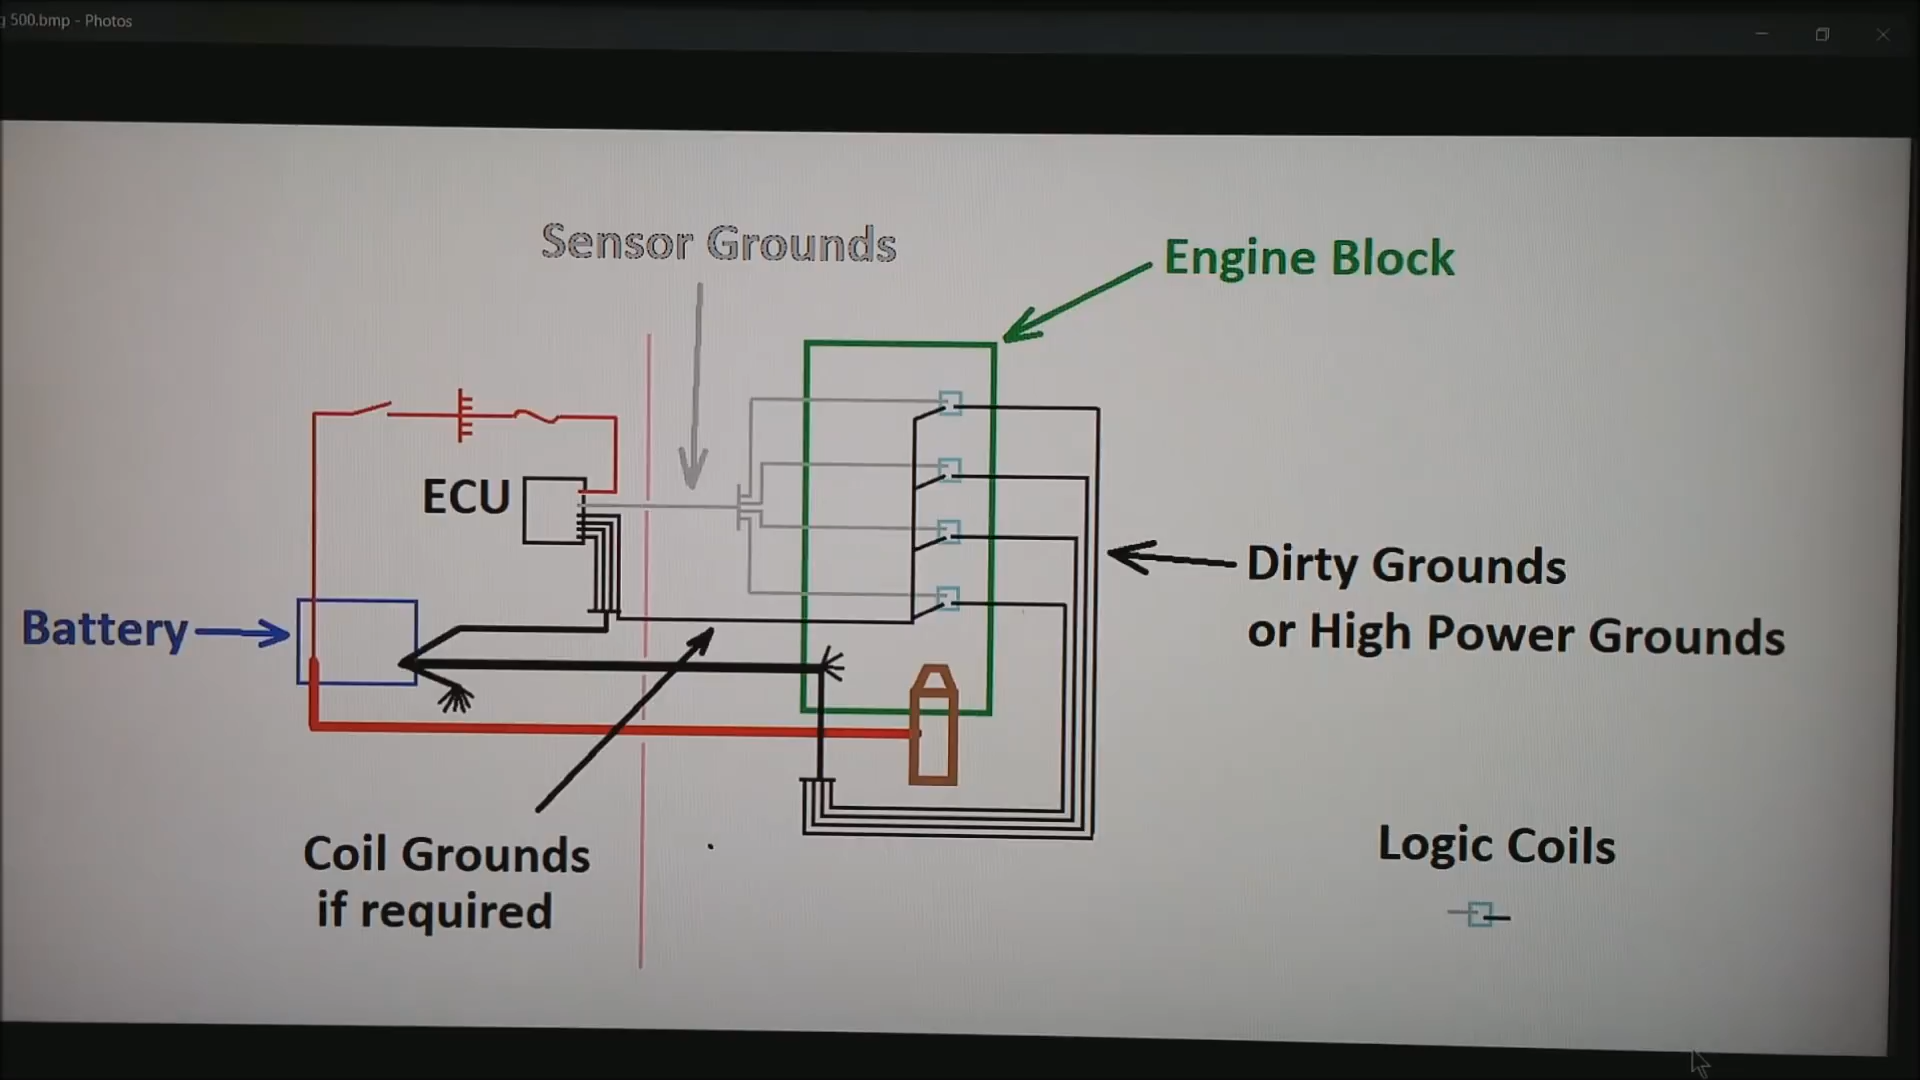 g 500.bmp - Photos
Sensor Grounds
Engine Block
ECU
Battery
Dirty Grounds
or High Power Grounds
Coil Grounds
if required
Logic Coils